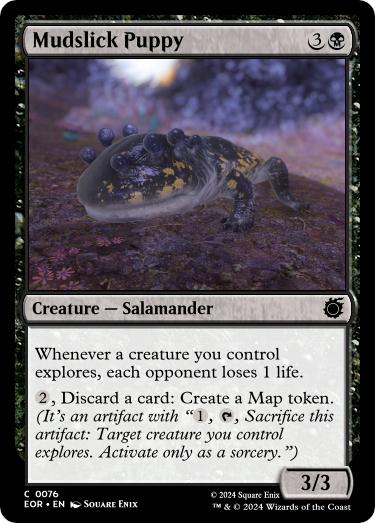 Mudslick Puppy 3
Creature — Salamander
Whenever a creature you control
explores, each opponent loses 1 life.
2, Discard a card: Create a Map token.
(It's an artifact with “1, , Sacrifice this
artifact: Target creature you control
explores. Activate only as a sorcery.”)
3/3
C 0076
EOR • EN Square Enix
© 2024 Square Enix
™ & © 2024 Wizards of the Coast